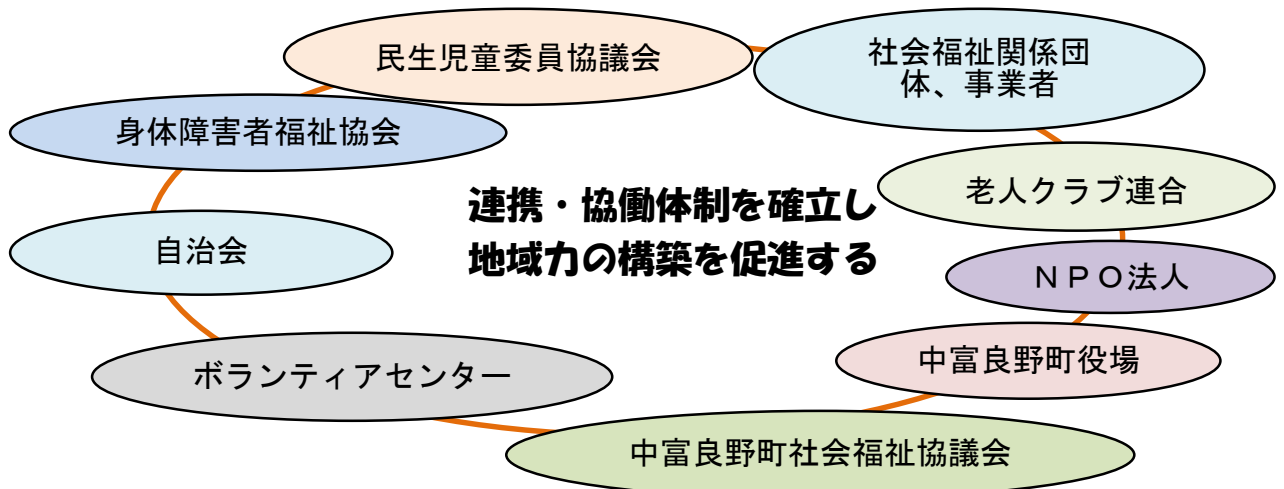 民生児童委員協議会
社会福祉関係団
体、事業者
身体障害者福祉協会
老人クラブ連合
連携・協働体制を確立し
地域力の構築を促進する
自治会
ＮＰＯ法人
中富良野町役場
ボランティアセンター
中富良野町社会福祉協議会